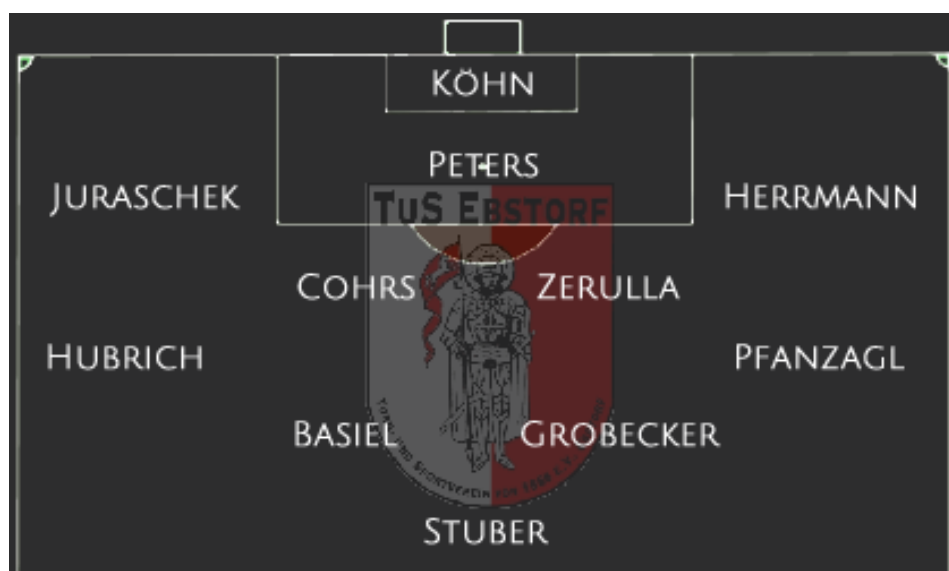 KÖHN
PETERS
JURASCHEK HERRMANN
TUS EBSTORF
COHRS ZERULLA
HUBRICH PFANZAGL
BASIEL GROBECKER
STUBER